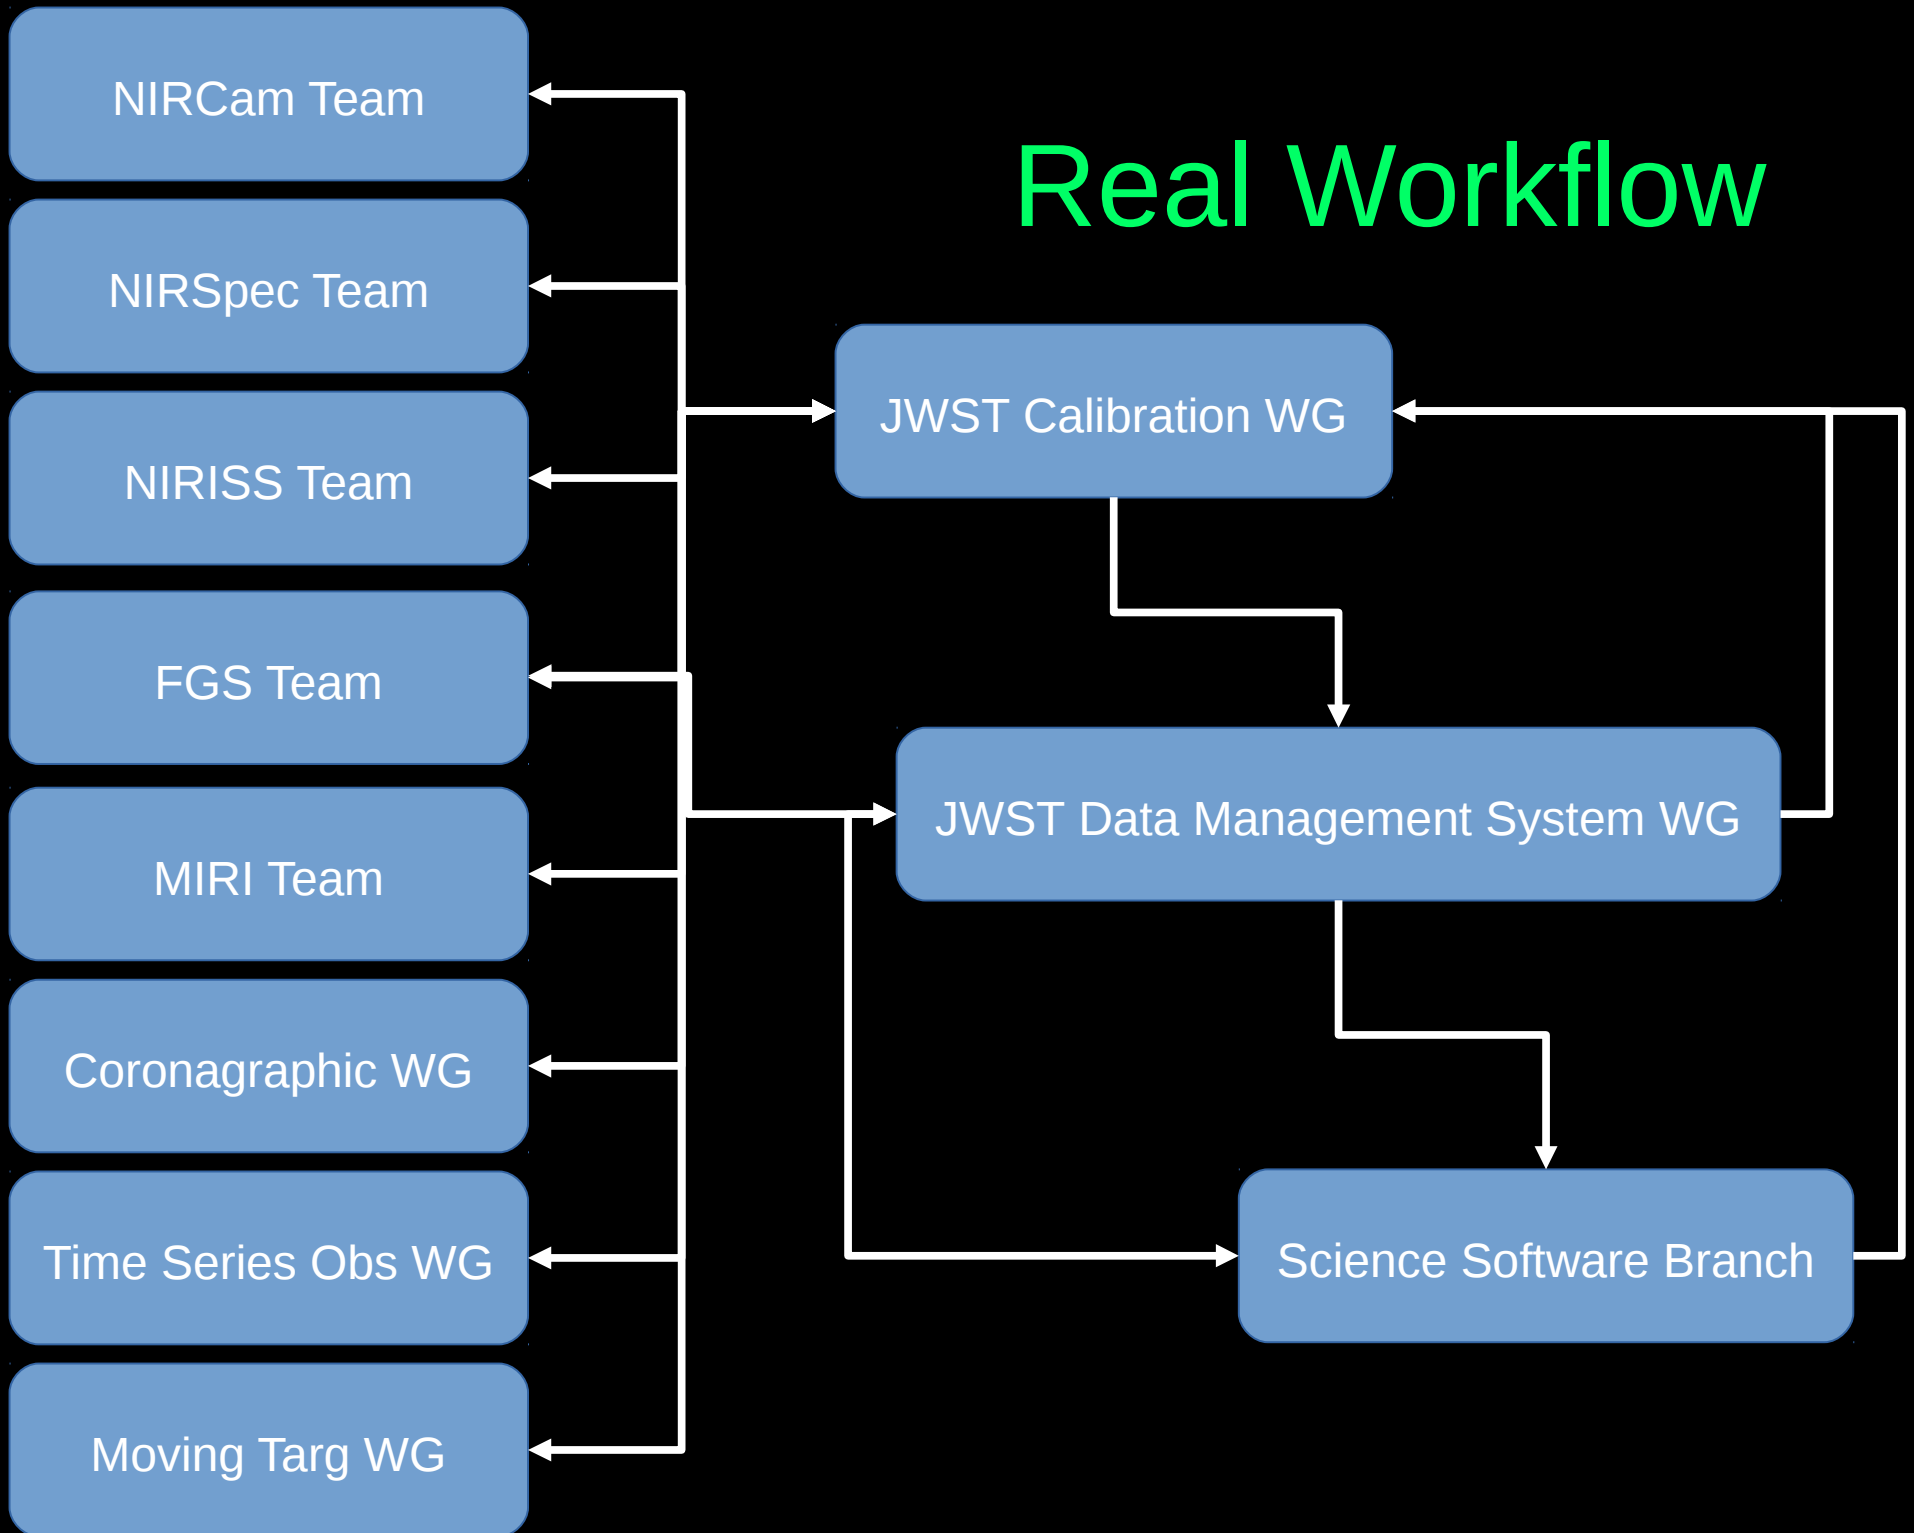 NIRCam Team
NIRSpec Team
NIRISS Team
FGS Team
MIRI Team
Coronagraphic WG
Time Series Obs WG
Moving Targ WG
Real Workflow
JWST Calibration WG
JWST Data Management System WG
Science Software Branch